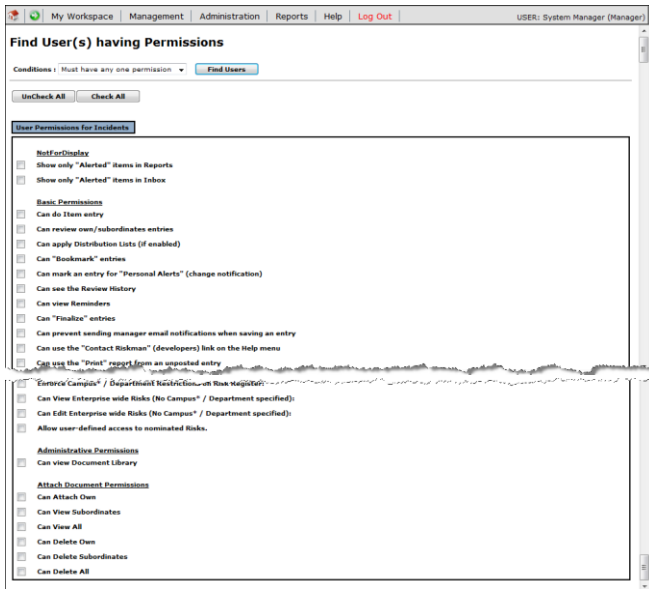 My Workspace Management Administration Reports Help Log Out USER: System Manager (Manager)
Find User(s) having Permissions
Conditions : Must have any one permission Find Users
UnCheck All Check All
User Permissions for Incidents
NotForDisplay
Show only "Alerted" items in Reports
Show only "Alerted" items in Inbox
Basic Permissions
Can do Item entry
Can review own/subordinates entries
Can apply Distribution Lists (if enabled)
Can "Bookmark" entries
Can mark an entry for "Personal Alerts" (change notification)
Can see the Review History
Can view Reminders
Can "Finalize" entries
Can prevent sending manager email notifications when saving an entry
Can use the "Contact Riskman" (developers) link on the Help menu
Can use the "Print" report from an unposted entry
Enforce Campus* / Department Restrictions on Risk Register:
Can View Enterprise wide Risks (No Campus* / Department specified):
Can Edit Enterprise wide Risks (No Campus* / Department specified):
Allow user-defined access to nominated Risks.
Administrative Permissions
Can view Document Library
Attach Document Permissions
Can Attach Own
Can View Subordinates
Can View All
Can Delete Own
Can Delete Subordinates
Can Delete All